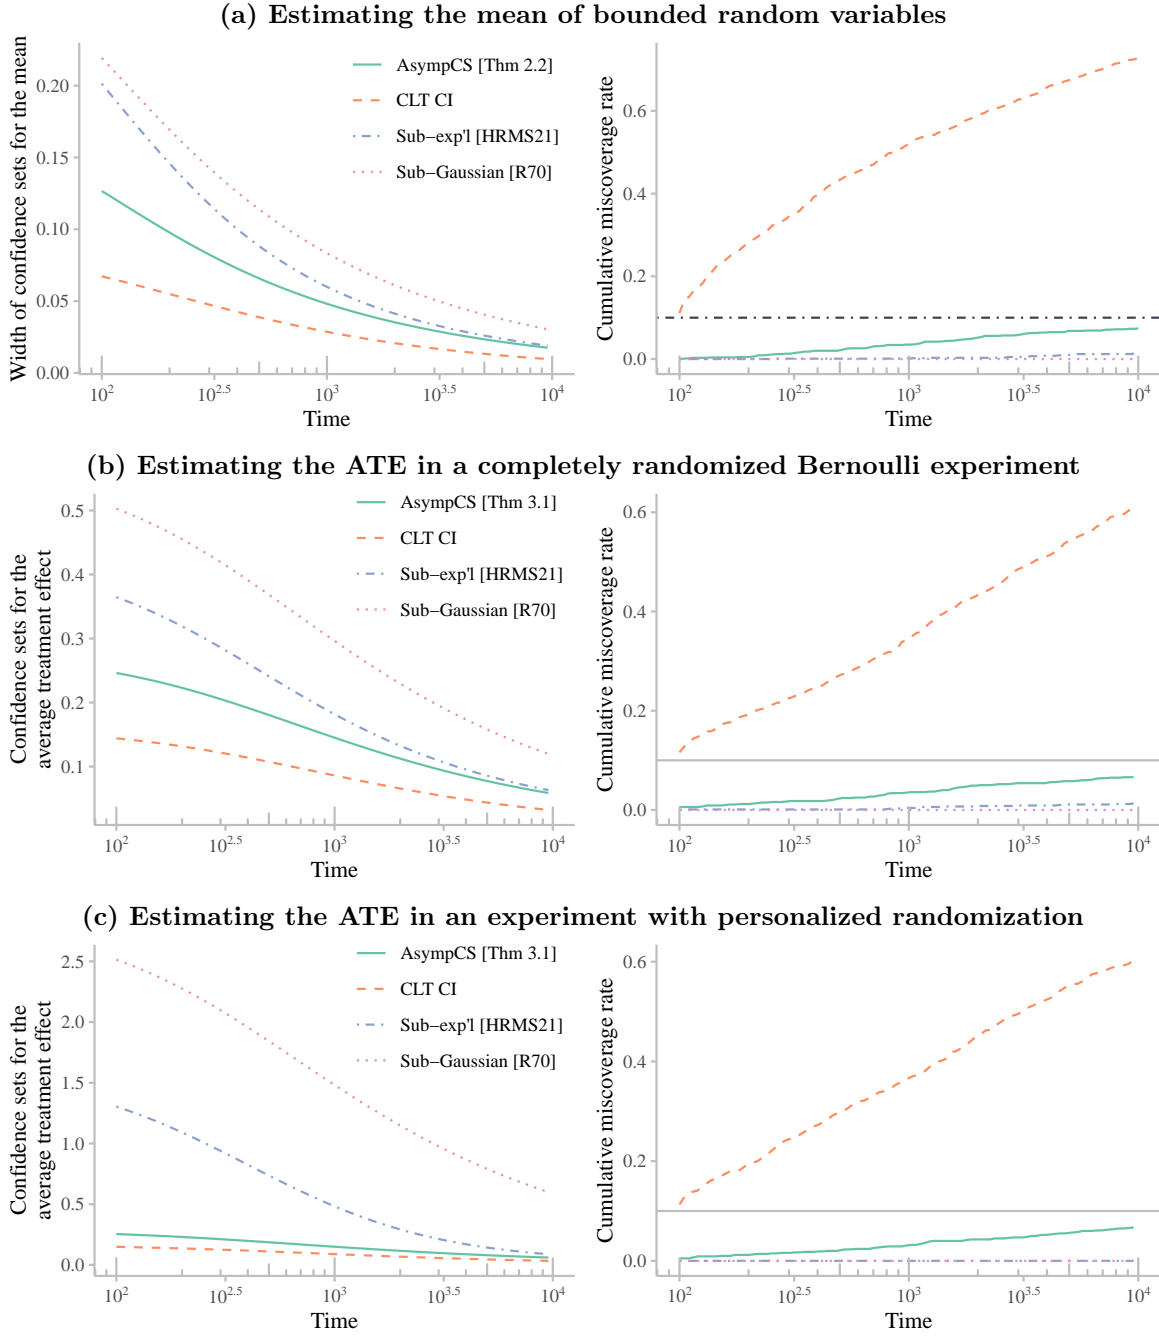 (a) Estimating the mean of bounded random variables
Width of confidence sets for the mean
0.20
0.15
0.10
0.05
0.00
AsympCS [Thm 2.2]
CLT CI
Sub−exp'l [HRMS21]
Sub−Gaussian [R70]
10^2
10^2.5
10^3
10^3.5
10^4
Time
Cumulative miscoverage rate
0.6
0.4
0.2
0.0
10^2
10^2.5
10^3
10^3.5
10^4
Time
(b) Estimating the ATE in a completely randomized Bernoulli experiment
Confidence sets for the
average treatment effect
0.5
0.4
0.3
0.2
0.1
AsympCS [Thm 3.1]
CLT CI
Sub−exp'l [HRMS21]
Sub−Gaussian [R70]
10^2
10^2.5
10^3
10^3.5
10^4
Time
Cumulative miscoverage rate
0.6
0.4
0.2
0.0
10^2
10^2.5
10^3
10^3.5
10^4
Time
(c) Estimating the ATE in an experiment with personalized randomization
Confidence sets for the
average treatment effect
2.5
2.0
1.5
1.0
0.5
0.0
AsympCS [Thm 3.1]
CLT CI
Sub−exp'l [HRMS21]
Sub−Gaussian [R70]
10^2
10^2.5
10^3
10^3.5
10^4
Time
Cumulative miscoverage rate
0.6
0.4
0.2
0.0
10^2
10^2.5
10^3
10^3.5
10^4
Time